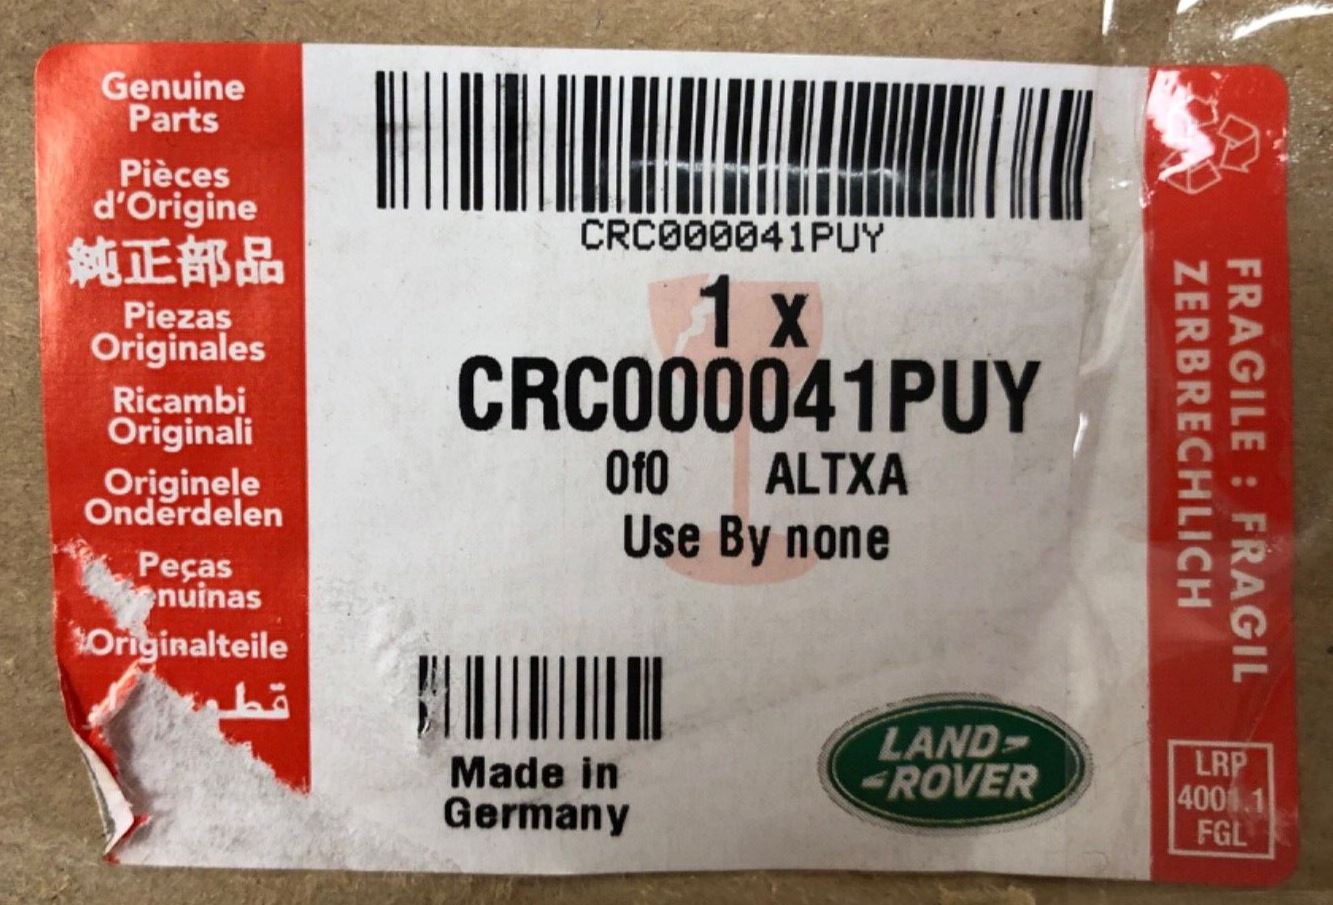 Genuine
Parts
Pièces
d'Origine
純正部品
Piezas
Originales
Ricambi
Originali
Originele
Onderdelen
Peças
Originalteile
CRC000041PUY
1 x
CRC000041PUY
0f0 ALTXA
Use By none
Made in
Germany
LAND-
-ROVER
FRAGILE : FRAGIL
ZERBRECHLICH
LRP
FGL